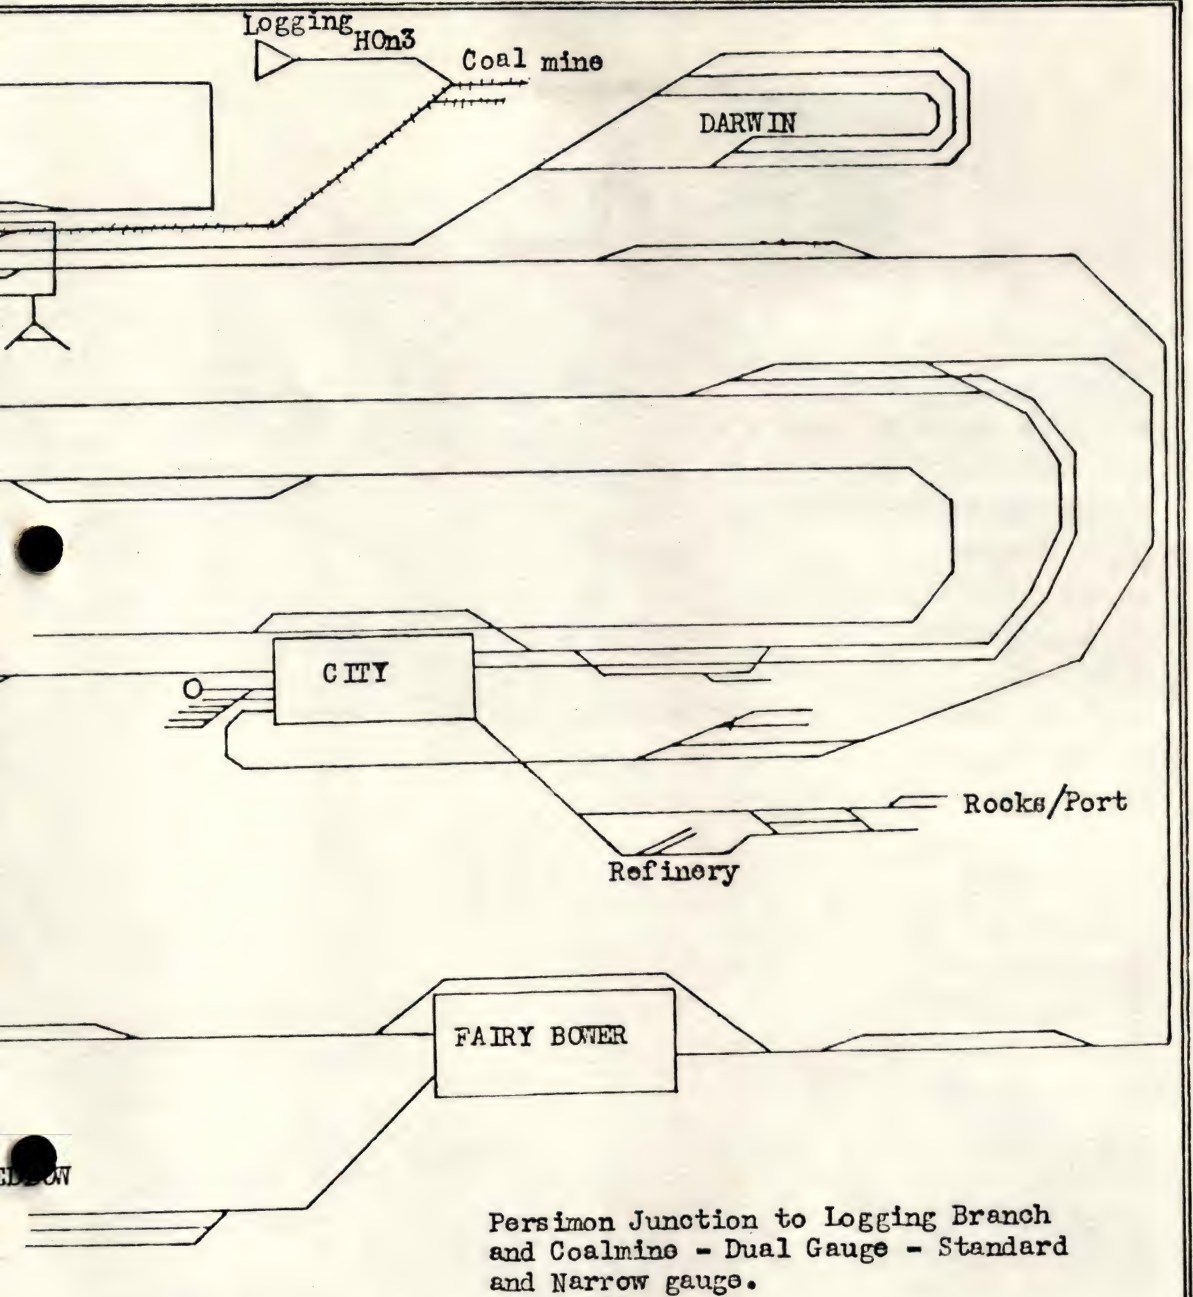 Logging
HOn3
Coal mine
DARWIN
CITY
Rocks/Port
Refinery
FAIRY BOWER
Persimon Junction to Logging Branch
and Coalmine - Dual Gauge - Standard
and Narrow gauge.